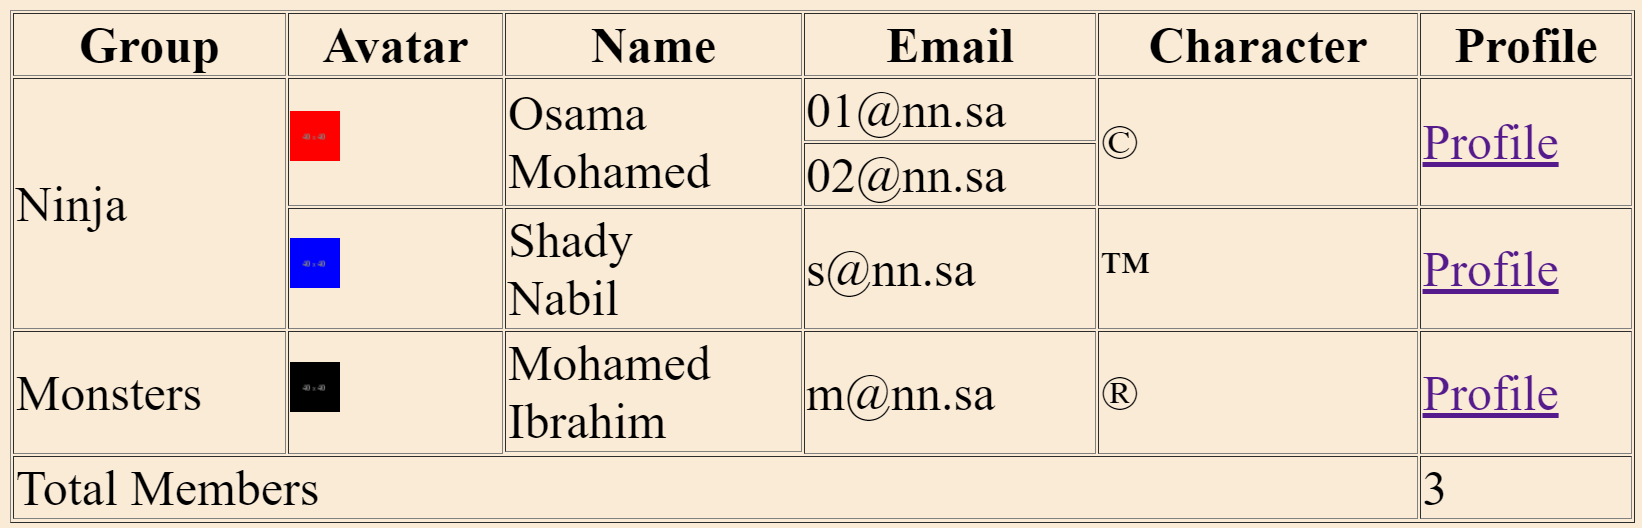 Group Avatar Name Email Character Profile
Ninja
40 x 40
Osama
Mohamed
01@nn.sa
02@nn.sa
©
Profile
40 x 40
Shady
Nabil
s@nn.sa
™
Profile
Monsters
40 x 40
Mohamed
Ibrahim
m@nn.sa
®
Profile
Total Members 3